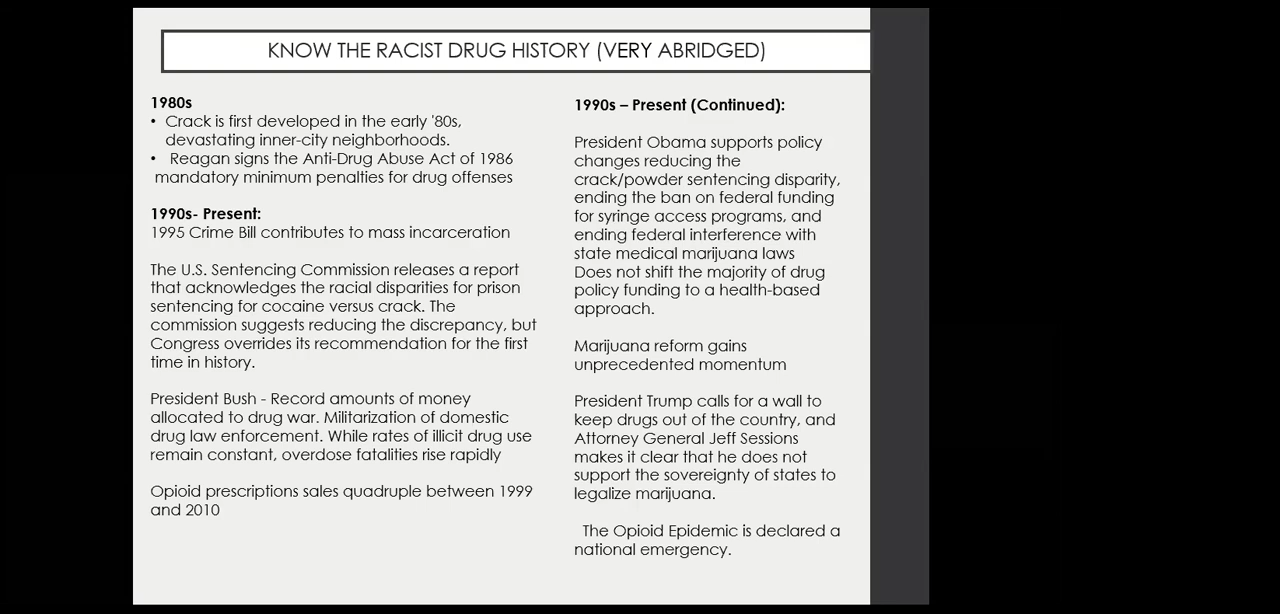 KNOW THE RACIST DRUG HISTORY (VERY ABRIDGED)
1980s
• Crack is first developed in the early '80s,
devastating inner-city neighborhoods.
• Reagan signs the Anti-Drug Abuse Act of 1986
mandatory minimum penalties for drug offenses
1990s- Present:
1995 Crime Bill contributes to mass incarceration
The U.S. Sentencing Commission releases a report
that acknowledges the racial disparities for prison
sentencing for cocaine versus crack. The
commission suggests reducing the discrepancy, but
Congress overrides its recommendation for the first
time in history.
President Bush - Record amounts of money
allocated to drug war. Militarization of domestic
drug law enforcement. While rates of illicit drug use
remain constant, overdose fatalities rise rapidly
Opioid prescriptions sales quadruple between 1999
and 2010
1990s – Present (Continued):
President Obama supports policy
changes reducing the
crack/powder sentencing disparity,
ending the ban on federal funding
for syringe access programs, and
ending federal interference with
state medical marijuana laws
Does not shift the majority of drug
policy funding to a health-based
approach.
Marijuana reform gains
unprecedented momentum
President Trump calls for a wall to
keep drugs out of the country, and
Attorney General Jeff Sessions
makes it clear that he does not
support the sovereignty of states to
legalize marijuana.
The Opioid Epidemic is declared a
national emergency.